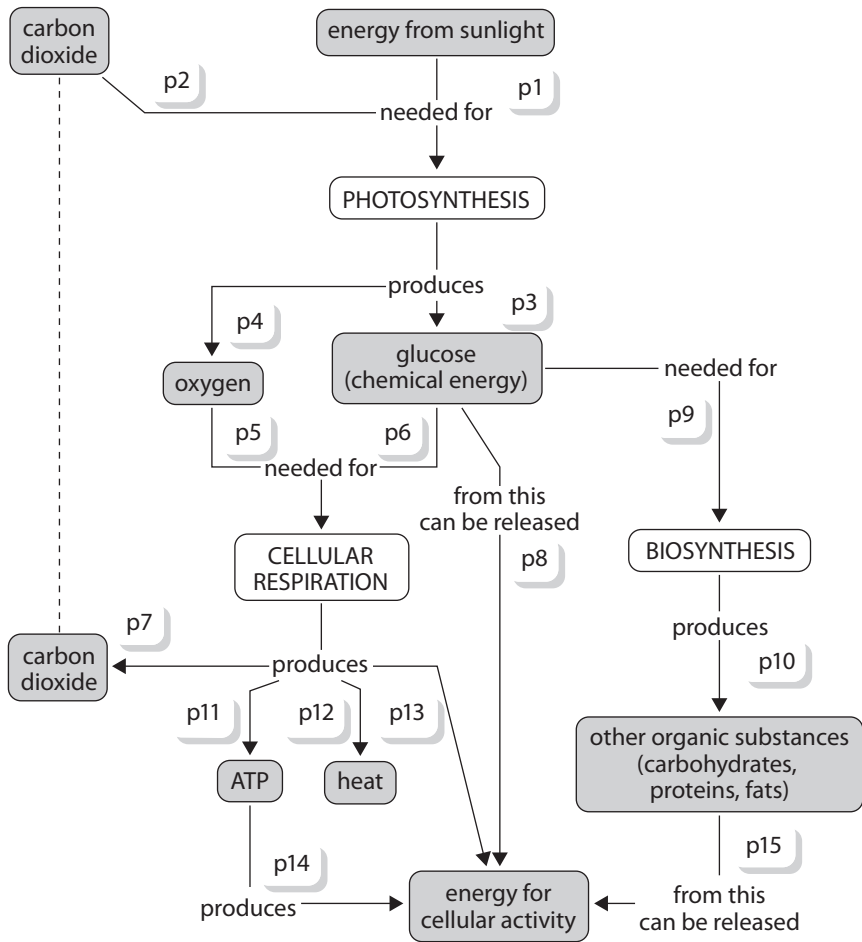 carbon
dioxide
energy from sunlight
p2
p1
needed for
PHOTOSYNTHESIS
produces
p4
p3
oxygen
glucose
(chemical energy)
needed for
p5
p6
p9
needed for
from this
can be released
CELLULAR
RESPIRATION
p8
BIOSYNTHESIS
p7
carbon
dioxide
produces
produces
p10
p11
p12
p13
ATP
heat
other organic substances
(carbohydrates,
proteins, fats)
p14
p15
produces
energy for
cellular activity
from this
can be released